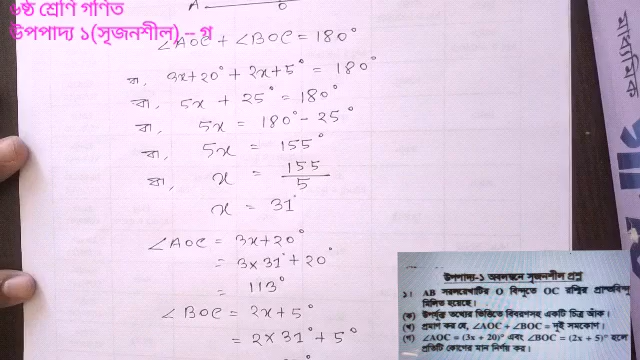 ৬ষ্ঠ শ্রেণি গণিত
উপপাদ্য ১(সৃজনশীল) – গ
A
O
∠AOC + ∠BOC = 180°
বা, 3x+20° + 2x+5° = 180°
বা, 5x + 25° = 180°
বা, 5x = 180° - 25°
বা, 5x = 155°
বা, x = 155/5
x = 31°
∠AOC = 3x+20°
= 3×31° + 20°
= 113°
∠BOC = 2x+5°
= 2×31° + 5°
মাধ্যমিক
উপপাদ্য-১ অবলম্বনে সৃজনশীল প্রশ্ন
১। AB সরলরেখাটির O বিন্দুতে OC রশ্মির প্রান্তবিন্দু
মিলিত হয়েছে।
(ক) উপর্যুক্ত তথ্যের ভিত্তিতে বিবরণসহ একটি চিত্র আঁক।
(খ) প্রমাণ কর যে, ∠AOC + ∠BOC = দুই সমকোণ।
(গ) ∠AOC = (3x + 20)° এবং ∠BOC = (2x + 5)° হলে
প্রতিটি কোণের মান নির্ণয় কর।